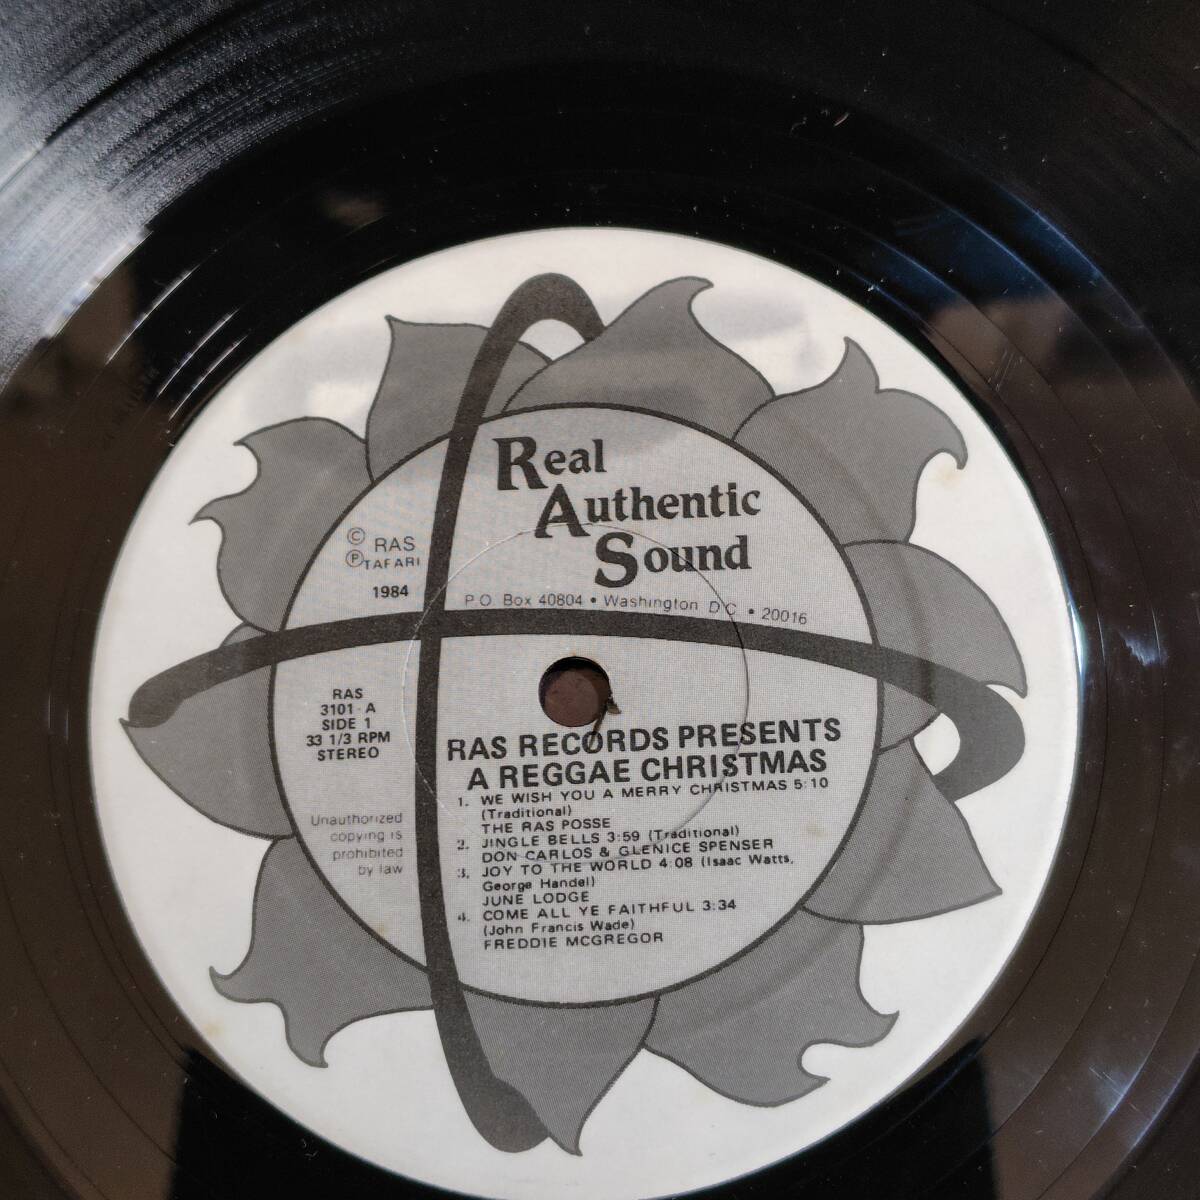 Real
Authentic
Sound
© RAS
℗ TAFARI
1984
P.O. Box 40804 • Washington D.C. • 20016
RAS
3101-A
SIDE 1
33 1/3 RPM
STEREO
Unauthorized
copying is
prohibited
by law
RAS RECORDS PRESENTS
A REGGAE CHRISTMAS
1. WE WISH YOU A MERRY CHRISTMAS 5:10
(Traditional)
THE RAS POSSE
2. JINGLE BELLS 3:59 (Traditional)
DON CARLOS & GLENICE SPENSER
3. JOY TO THE WORLD 4:08 (Isaac Watts,
George Handel)
JUNE LODGE
4. COME ALL YE FAITHFUL 3:34
(John Francis Wade)
FREDDIE MCGREGOR